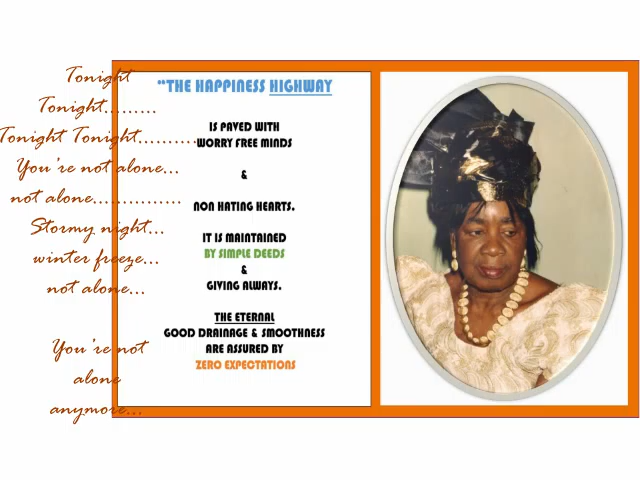 Tonight
Tonight.........
Tonight Tonight..........
You're not alone...
not alone...............
Stormy night...
winter freeze...
not alone...
You're not
alone
anymore...
"THE HAPPINESS HIGHWAY
IS PAVED WITH
WORRY FREE MINDS
&
NON HATING HEARTS.
IT IS MAINTAINED
BY SIMPLE DEEDS
&
GIVING ALWAYS.
THE ETERNAL
GOOD DRAINAGE & SMOOTHNESS
ARE ASSURED BY
ZERO EXPECTATIONS